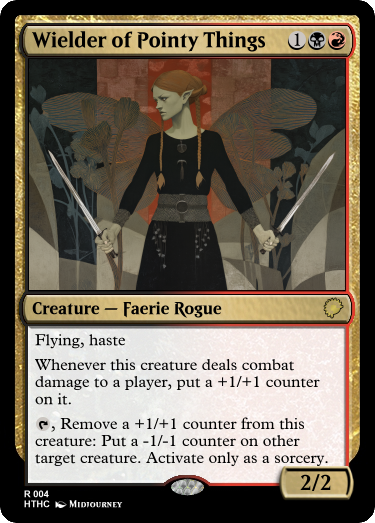 Wielder of Pointy Things 1
Creature — Faerie Rogue
Flying, haste
Whenever this creature deals combat
damage to a player, put a +1/+1 counter
on it.
, Remove a +1/+1 counter from this
creature: Put a -1/-1 counter on other
target creature. Activate only as a sorcery.
2/2
R 004
HTHC MIDJOURNEY